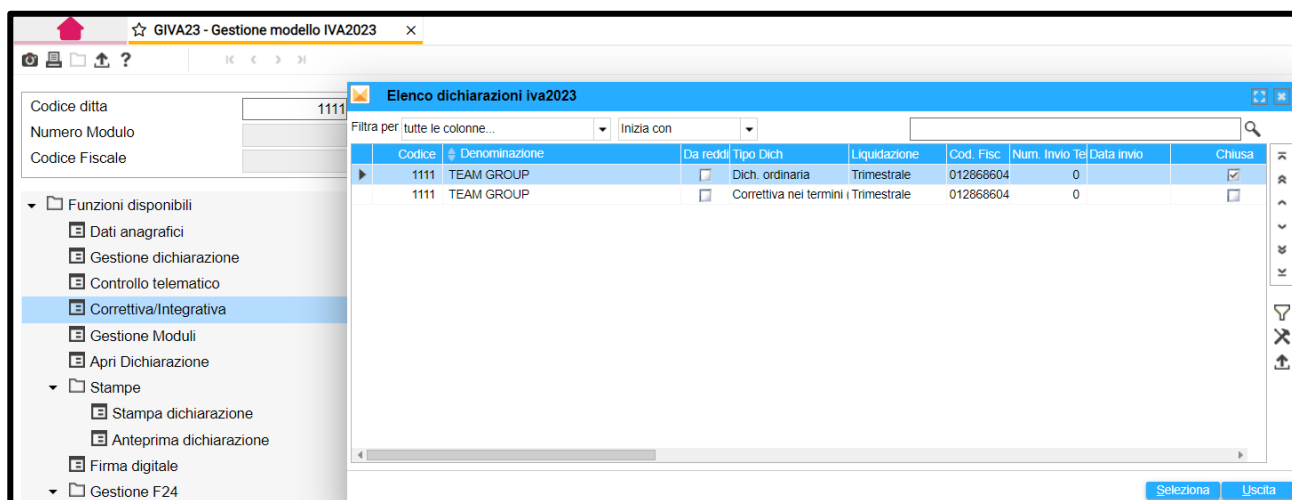 GIVA23 - Gestione modello IVA2023 ×
?
Codice ditta 1111
Numero Modulo
Codice Fiscale
Funzioni disponibili
Dati anagrafici
Gestione dichiarazione
Controllo telematico
Correttiva/Integrativa
Gestione Moduli
Apri Dichiarazione
Stampe
Stampa dichiarazione
Anteprima dichiarazione
Firma digitale
Gestione F24
Elenco dichiarazioni iva2023
Filtra per tutte le colonne... Inizia con
Codice Denominazione Da reddi Tipo Dich Liquidazione Cod. Fisc Num. Invio Te Data invio Chiusa
1111 TEAM GROUP Dich. ordinaria Trimestrale 012868604 0
1111 TEAM GROUP Correttiva nei termini ( Trimestrale 012868604 0
Seleziona Uscita